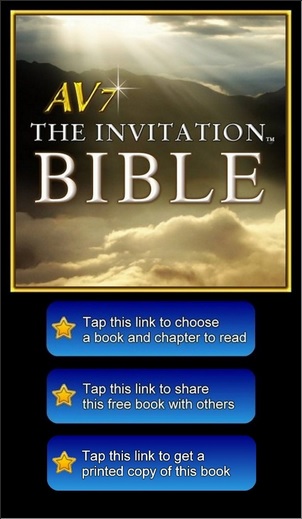 AV7
THE INVITATION™
BIBLE
Tap this link to choose
a book and chapter to read
Tap this link to share
this free book with others
Tap this link to get a
printed copy of this book